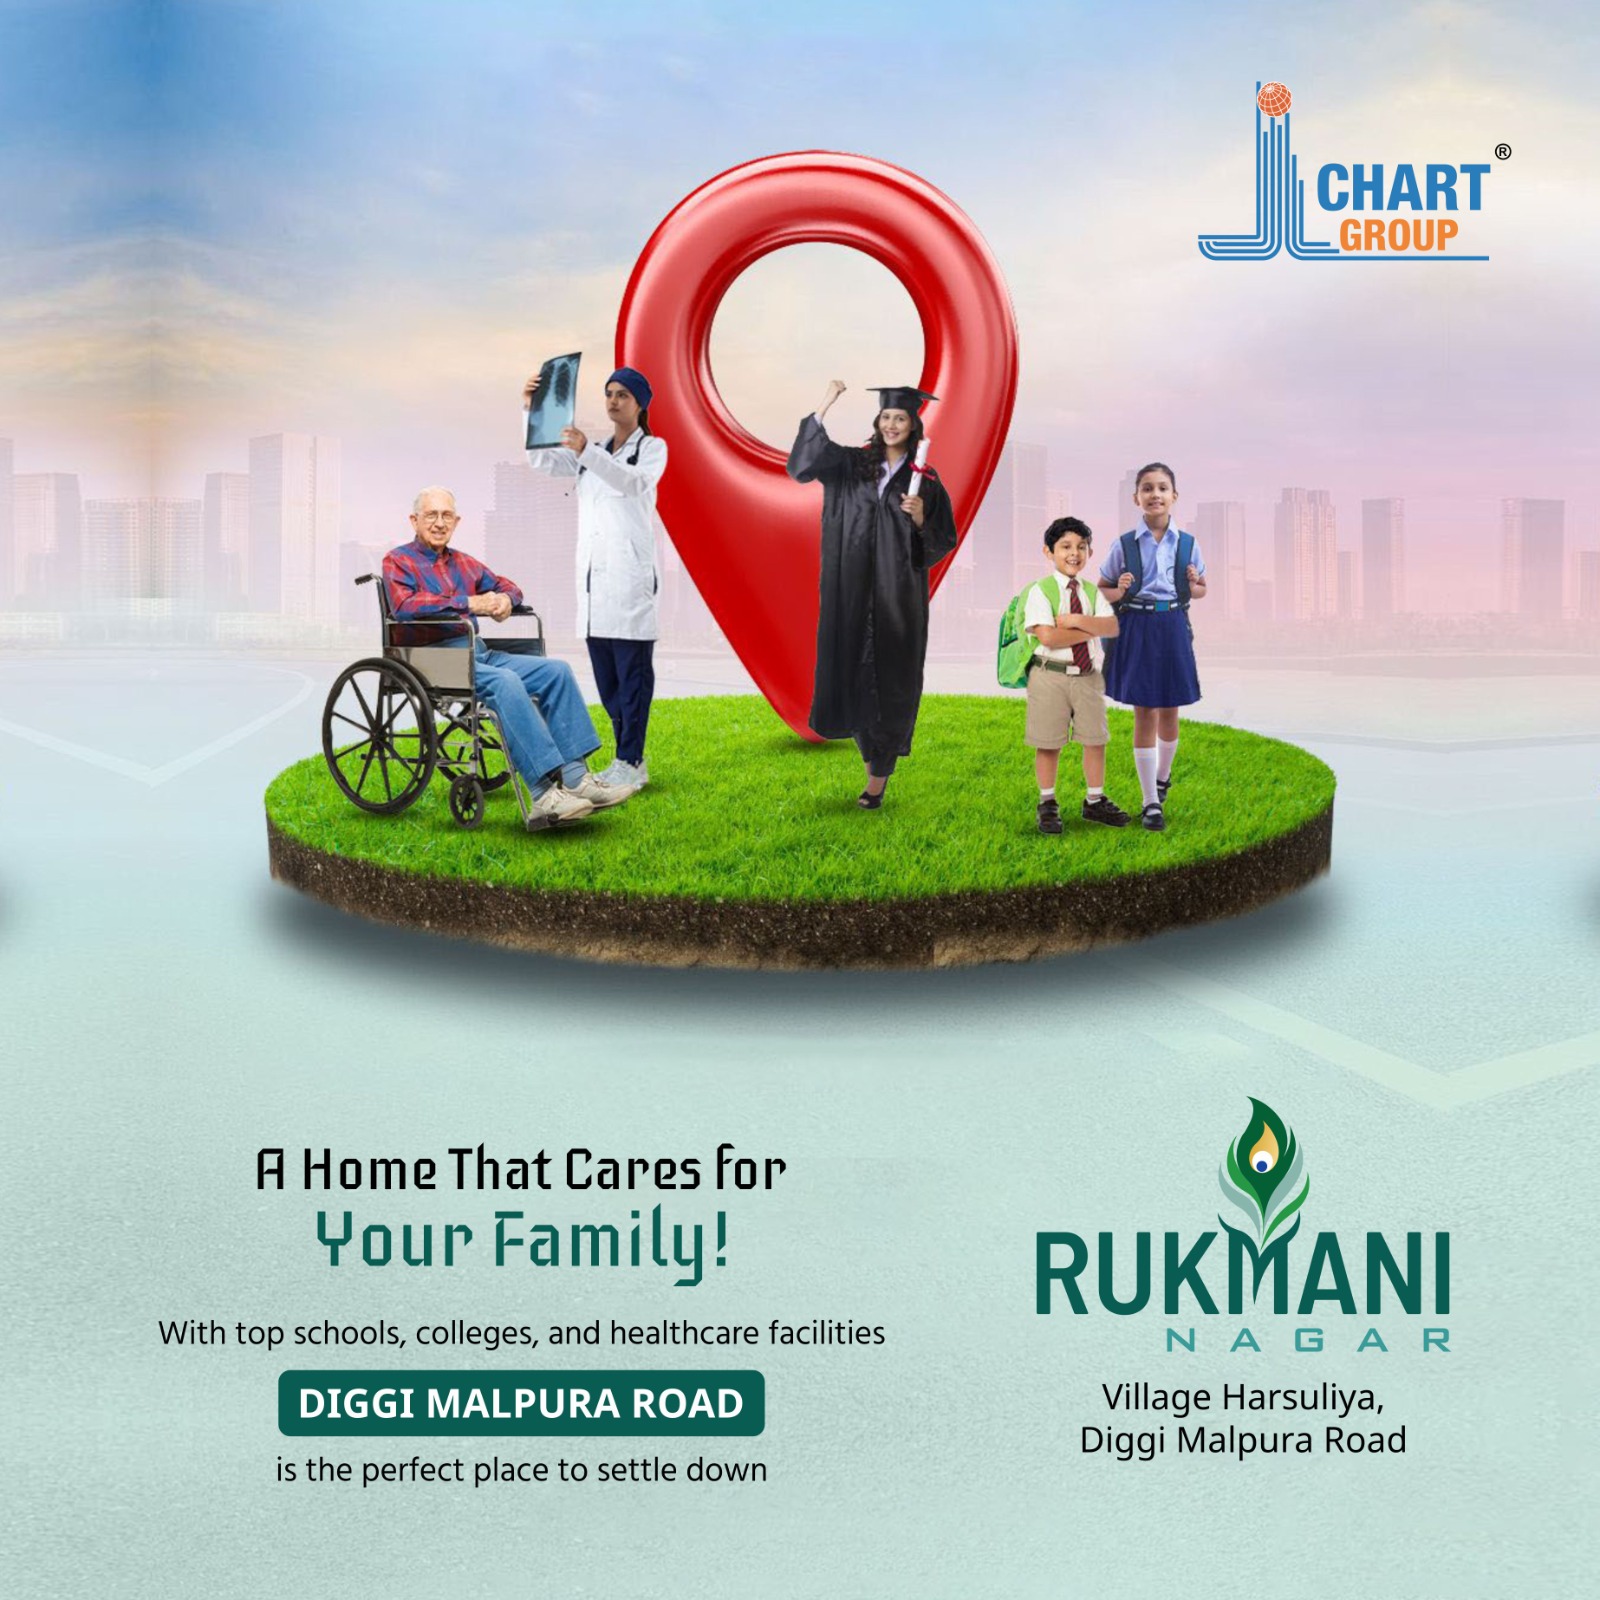 CHART ®
GROUP
A Home That Cares for
Your Family!
With top schools, colleges, and healthcare facilities
DIGGI MALPURA ROAD
is the perfect place to settle down
RUKMANI
NAGAR
Village Harsuliya,
Diggi Malpura Road